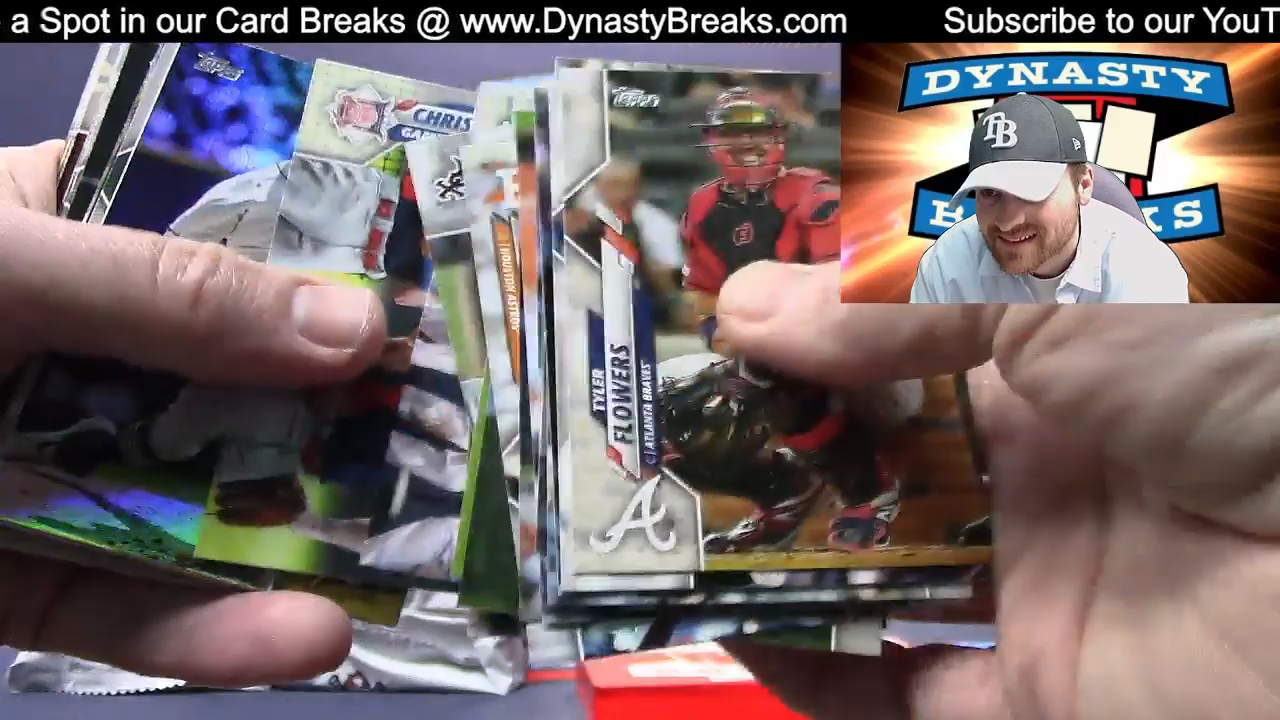 a Spot in our Card Breaks @ www.DynastyBreaks.com
Subscribe to our YouT
DYNASTY
TB
topps
CHRIS
topps
HOUSTON ASTROS
TYLER
FLOWERS
C | ATLANTA BRAVES
A